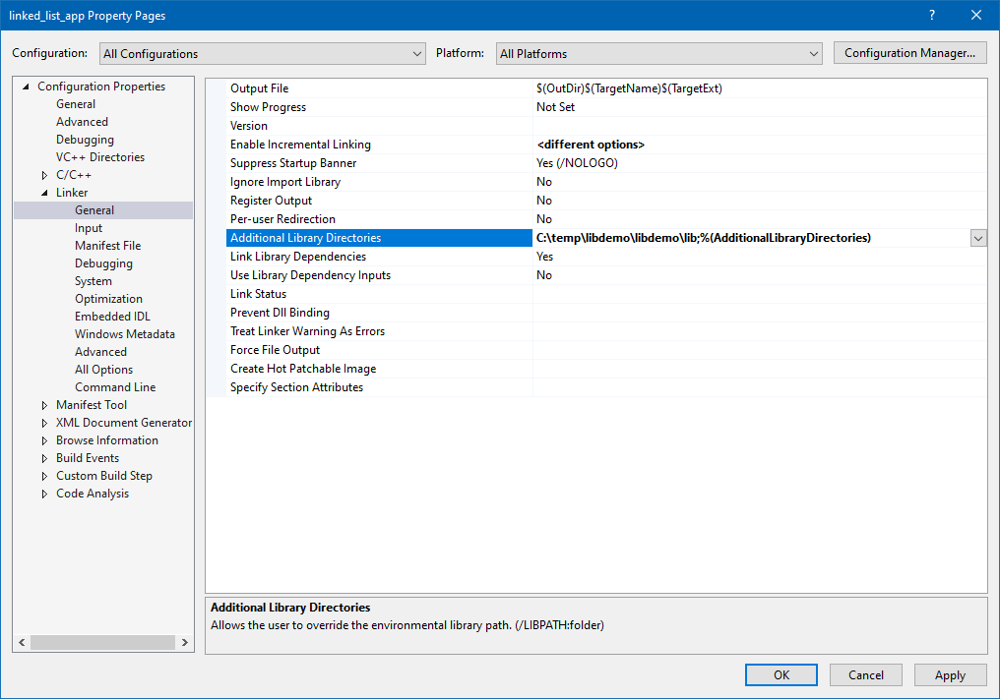 linked_list_app Property Pages
Configuration: All Configurations Platform: All Platforms Configuration Manager...
Configuration Properties
General
Advanced
Debugging
VC++ Directories
C/C++
Linker
General
Input
Manifest File
Debugging
System
Optimization
Embedded IDL
Windows Metadata
Advanced
All Options
Command Line
Manifest Tool
XML Document Generator
Browse Information
Build Events
Custom Build Step
Code Analysis
Output File $(OutDir)$(TargetName)$(TargetExt)
Show Progress Not Set
Version
Enable Incremental Linking <different options>
Suppress Startup Banner Yes (/NOLOGO)
Ignore Import Library No
Register Output No
Per-user Redirection No
Additional Library Directories C:\temp\libdemo\libdemo\lib;%(AdditionalLibraryDirectories)
Link Library Dependencies Yes
Use Library Dependency Inputs No
Link Status
Prevent Dll Binding
Treat Linker Warning As Errors
Force File Output
Create Hot Patchable Image
Specify Section Attributes
Additional Library Directories
Allows the user to override the environmental library path. (/LIBPATH:folder)
OK Cancel Apply